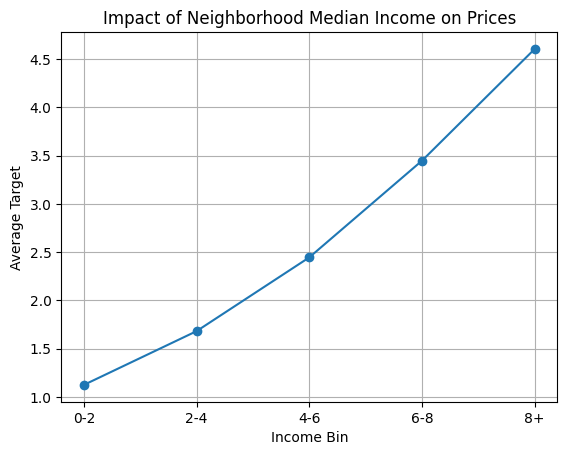 Impact of Neighborhood Median Income on Prices
Average Target
4.5
4.0
3.5
3.0
2.5
2.0
1.5
1.0
0-2 2-4 4-6 6-8 8+
Income Bin